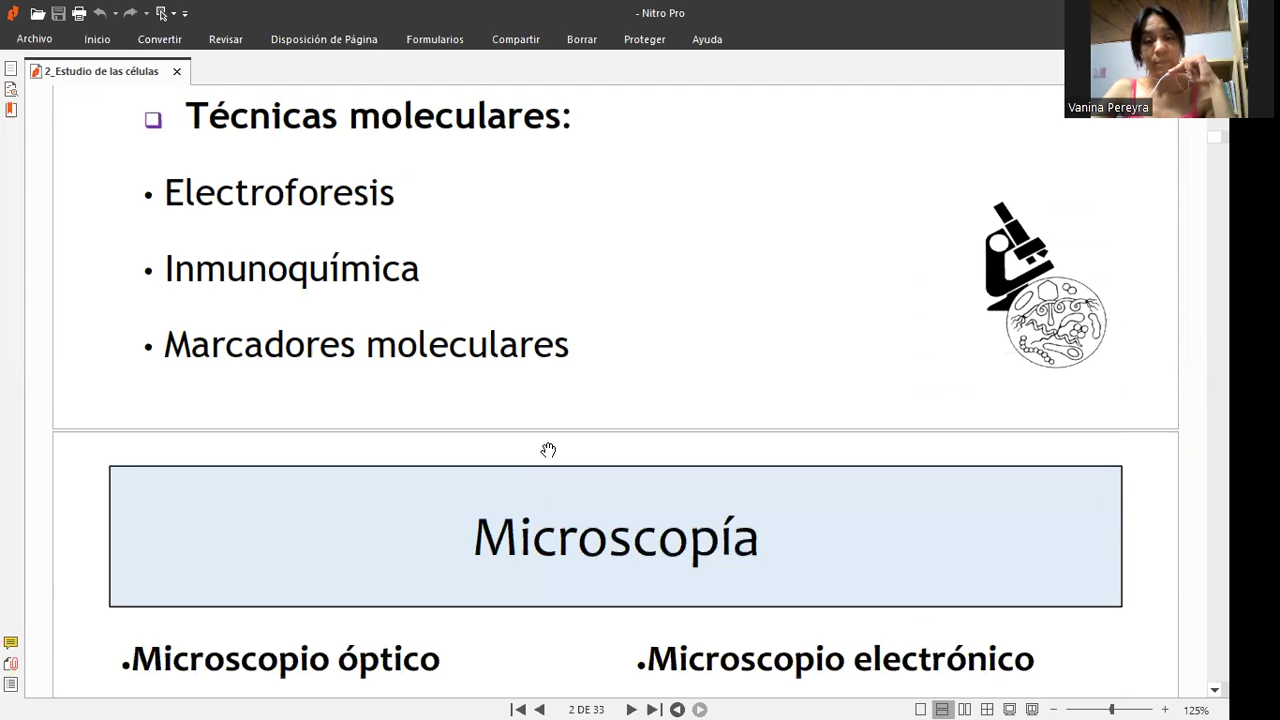 - Nitro Pro
Archivo Inicio Convertir Revisar Disposición de Página Formularios Compartir Borrar Proteger Ayuda
2_Estudio de las células
Vanina Pereyra
Técnicas moleculares:
• Electroforesis
• Inmunoquímica
• Marcadores moleculares
Microscopía
•Microscopio óptico
•Microscopio electrónico
2 DE 33
125%